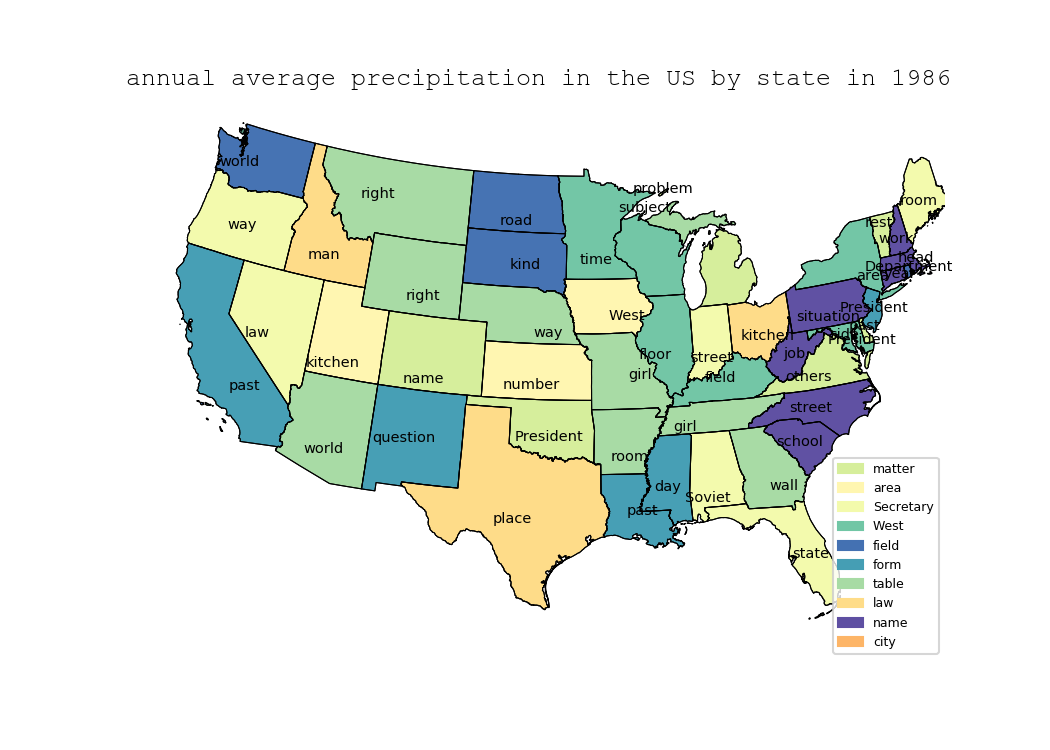 annual average precipitation in the US by state in 1986
world
right
problem
subject
room
rest
way
road
work
man
kind
time
head
Department
area
year
right
President
West
situation
past
law
way
side
kitchen
President
kitchen
floor
street
job
past
name
number
girl
field
others
street
question
President
girl
school
world
room
day
wall
Soviet
place
past
state
matter
area
Secretary
West
field
form
table
law
name
city